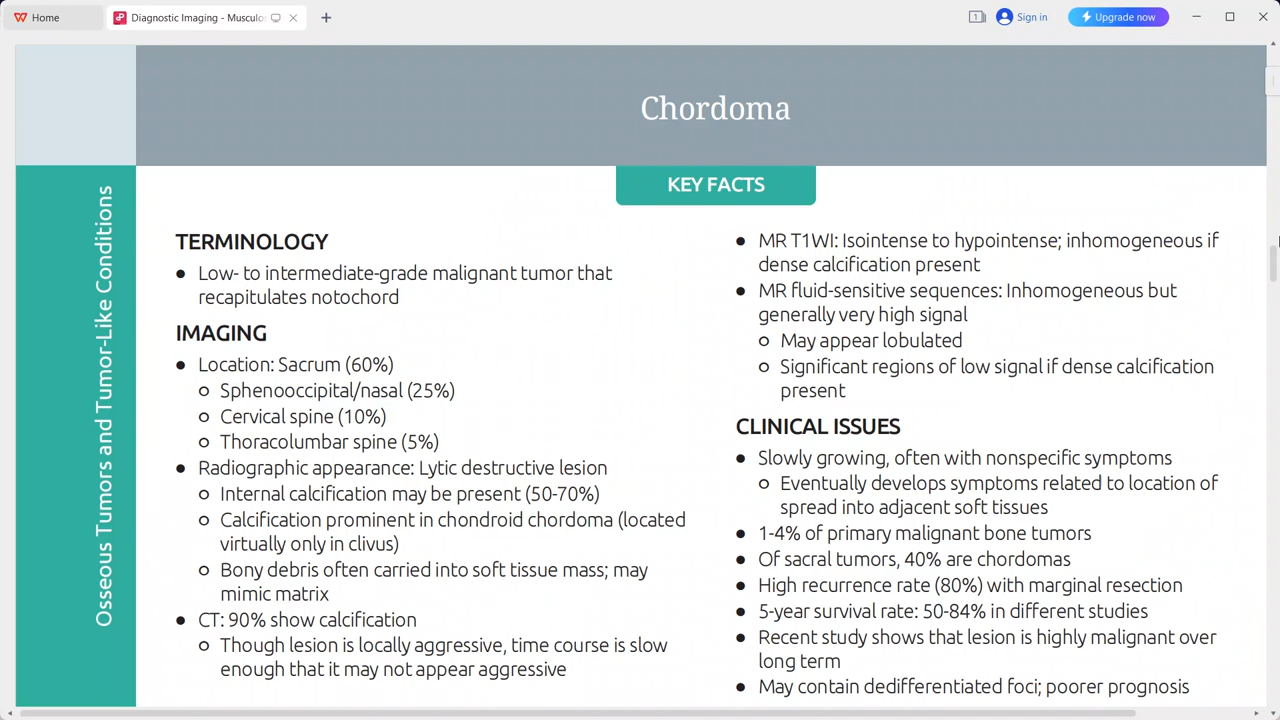 Home
Diagnostic Imaging - Musculos
1
Sign in
Upgrade now
Chordoma
KEY FACTS
Osseous Tumors and Tumor-Like Conditions
TERMINOLOGY
● Low- to intermediate-grade malignant tumor that
recapitulates notochord
IMAGING
● Location: Sacrum (60%)
○ Sphenooccipital/nasal (25%)
○ Cervical spine (10%)
○ Thoracolumbar spine (5%)
● Radiographic appearance: Lytic destructive lesion
○ Internal calcification may be present (50-70%)
○ Calcification prominent in chondroid chordoma (located
virtually only in clivus)
○ Bony debris often carried into soft tissue mass; may
mimic matrix
● CT: 90% show calcification
○ Though lesion is locally aggressive, time course is slow
enough that it may not appear aggressive
● MR T1WI: Isointense to hypointense; inhomogeneous if
dense calcification present
● MR fluid-sensitive sequences: Inhomogeneous but
generally very high signal
○ May appear lobulated
○ Significant regions of low signal if dense calcification
present
CLINICAL ISSUES
● Slowly growing, often with nonspecific symptoms
○ Eventually develops symptoms related to location of
spread into adjacent soft tissues
● 1-4% of primary malignant bone tumors
● Of sacral tumors, 40% are chordomas
● High recurrence rate (80%) with marginal resection
● 5-year survival rate: 50-84% in different studies
● Recent study shows that lesion is highly malignant over
long term
● May contain dedifferentiated foci; poorer prognosis